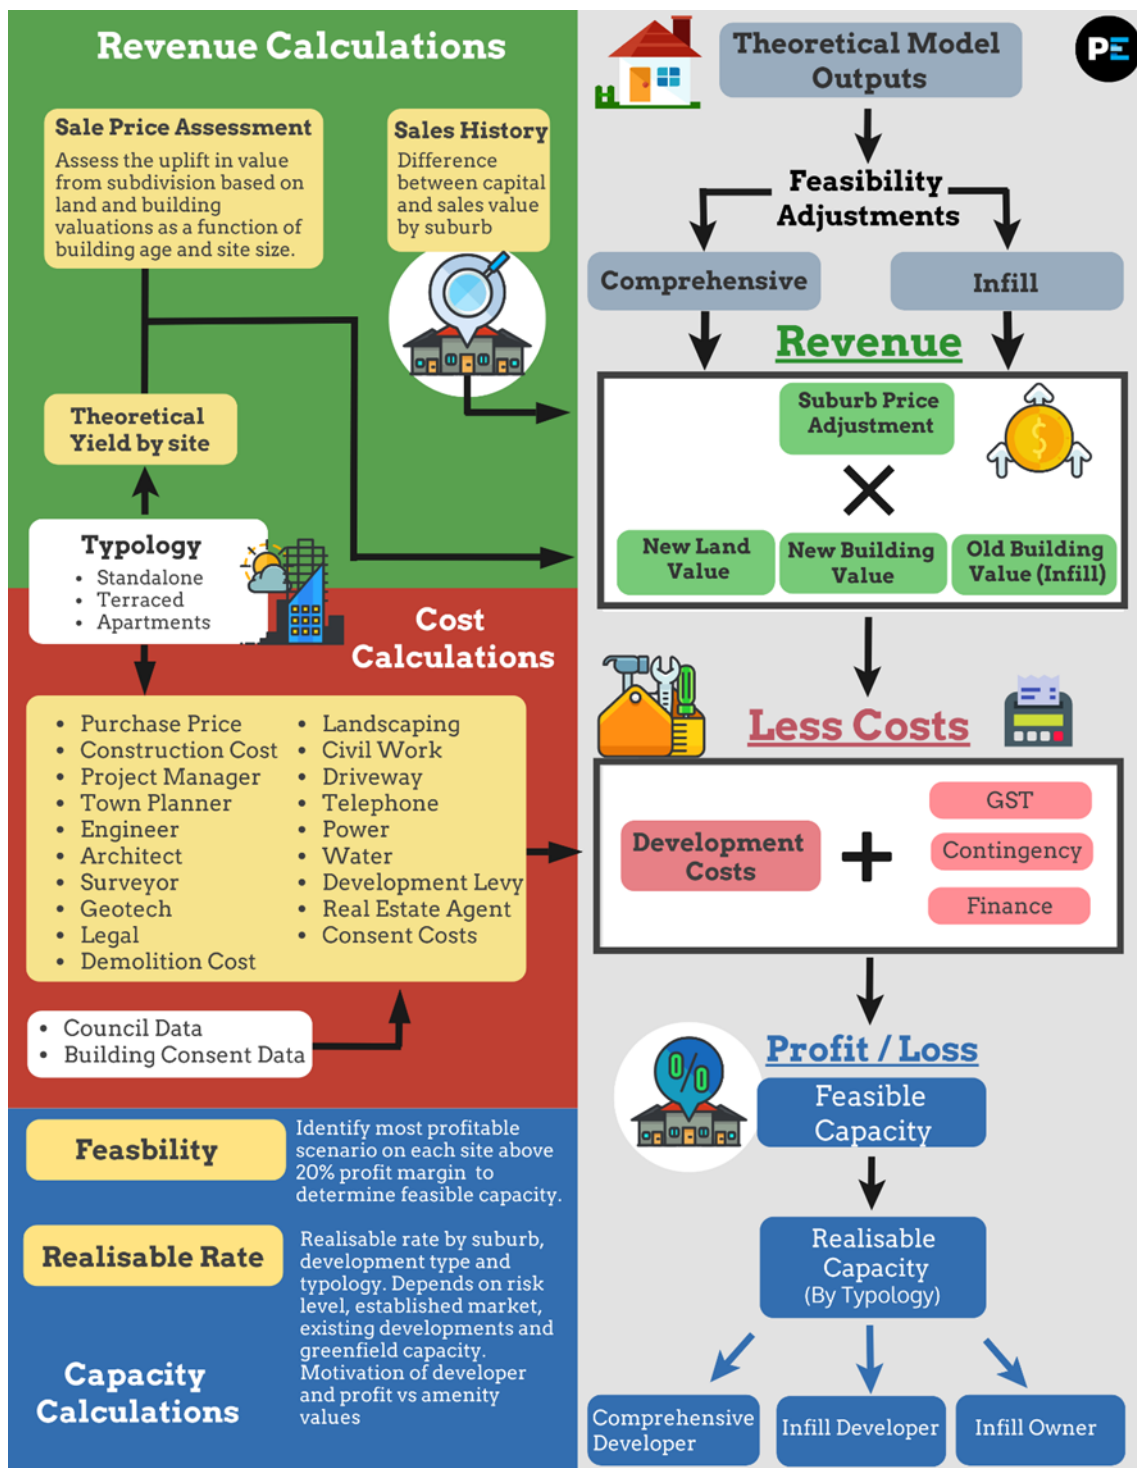 Revenue Calculations
Sale Price Assessment
Assess the uplift in value
from subdivision based on
land and building
valuations as a function of
building age and site size.
Sales History
Difference
between capital
and sales value
by suburb
Theoretical
Yield by site
Typology
• Standalone
• Terraced
• Apartments
Cost
Calculations
• Purchase Price
• Construction Cost
• Project Manager
• Town Planner
• Engineer
• Architect
• Surveyor
• Geotech
• Legal
• Demolition Cost
• Landscaping
• Civil Work
• Driveway
• Telephone
• Power
• Water
• Development Levy
• Real Estate Agent
• Consent Costs
• Council Data
• Building Consent Data
Feasbility
Identify most profitable
scenario on each site above
20% profit margin to
determine feasible capacity.
Realisable Rate
Realisable rate by suburb,
development type and
typology. Depends on risk
level, established market,
existing developments and
greenfield capacity.
Motivation of developer
and profit vs amenity
values
Capacity
Calculations
Theoretical Model
Outputs
PE
Feasibility
Adjustments
Comprehensive
Infill
Revenue
Suburb Price
Adjustment
$
New Land
Value
New Building
Value
Old Building
Value (Infill)
Less Costs
Development
Costs
GST
Contingency
Finance
Profit / Loss
0/0
Feasible
Capacity
Realisable
Capacity
(By Typology)
Comprehensive
Developer
Infill Developer
Infill Owner